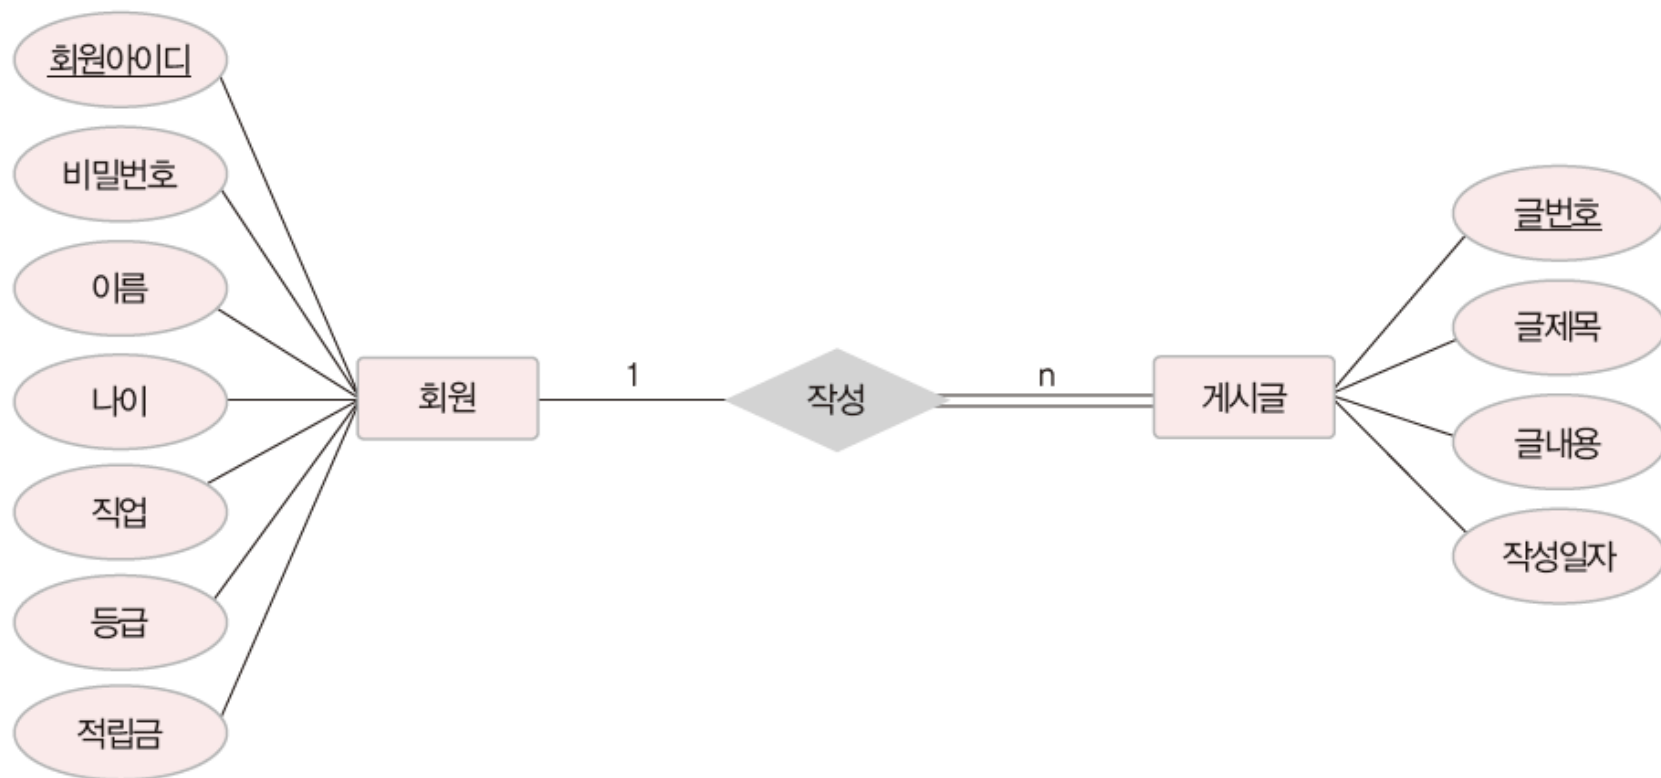 회원아이디
비밀번호
이름
나이
직업
등급
적립금
회원
1
작성
n
게시글
글번호
글제목
글내용
작성일자